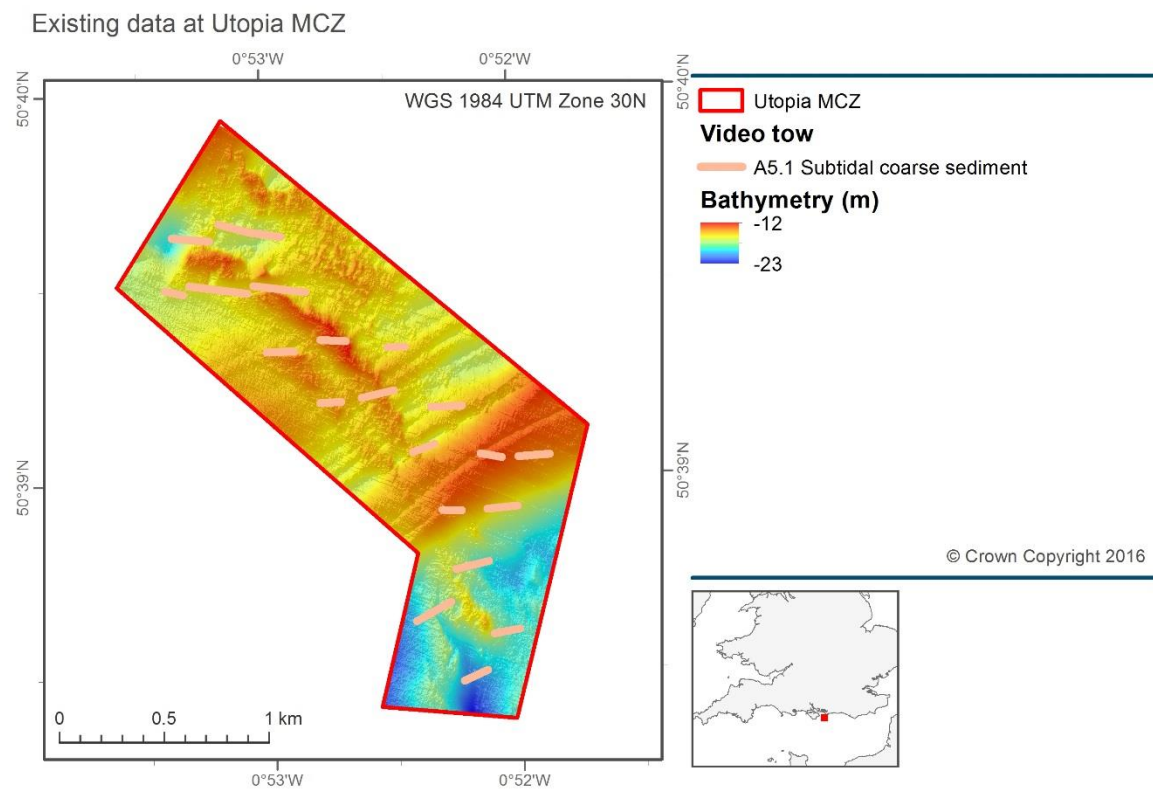 Existing data at Utopia MCZ
0°53'W
0°52'W
50°40'N
50°40'N
WGS 1984 UTM Zone 30N
Utopia MCZ
Video tow
A5.1 Subtidal coarse sediment
Bathymetry (m)
-12
-23
50°39'N
50°39'N
© Crown Copyright 2016
0 0.5 1 km
0°53'W
0°52'W